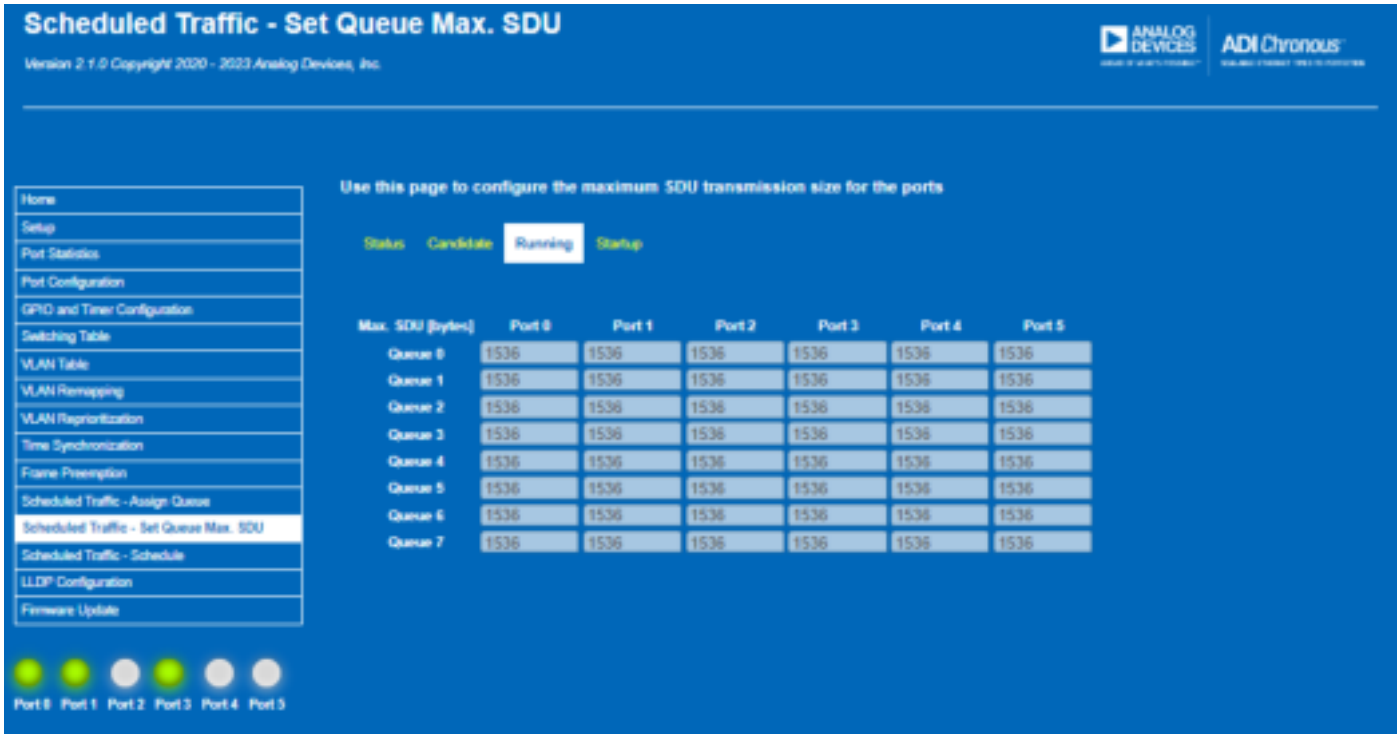 Scheduled Traffic - Set Queue Max. SDU
Version 2.1.0 Copyright 2020 - 2023 Analog Devices, Inc.
ANALOG
DEVICES
AHEAD OF WHAT'S POSSIBLE™
ADI Chronous™
Use this page to configure the maximum SDU transmission size for the ports
Status Candidate Running Startup
Home
Setup
Port Statistics
Port Configuration
GPIO and Timer Configuration
Switching Table
VLAN Table
VLAN Remapping
VLAN Reprioritization
Time Synchronization
Frame Preemption
Scheduled Traffic - Assign Queue
Scheduled Traffic - Set Queue Max. SDU
Scheduled Traffic - Schedule
LLDP Configuration
Firmware Update
Max. SDU [bytes] Port 0 Port 1 Port 2 Port 3 Port 4 Port 5
Queue 0 1536 1536 1536 1536 1536 1536
Queue 1 1536 1536 1536 1536 1536 1536
Queue 2 1536 1536 1536 1536 1536 1536
Queue 3 1536 1536 1536 1536 1536 1536
Queue 4 1536 1536 1536 1536 1536 1536
Queue 5 1536 1536 1536 1536 1536 1536
Queue 6 1536 1536 1536 1536 1536 1536
Queue 7 1536 1536 1536 1536 1536 1536
Port 0 Port 1 Port 2 Port 3 Port 4 Port 5